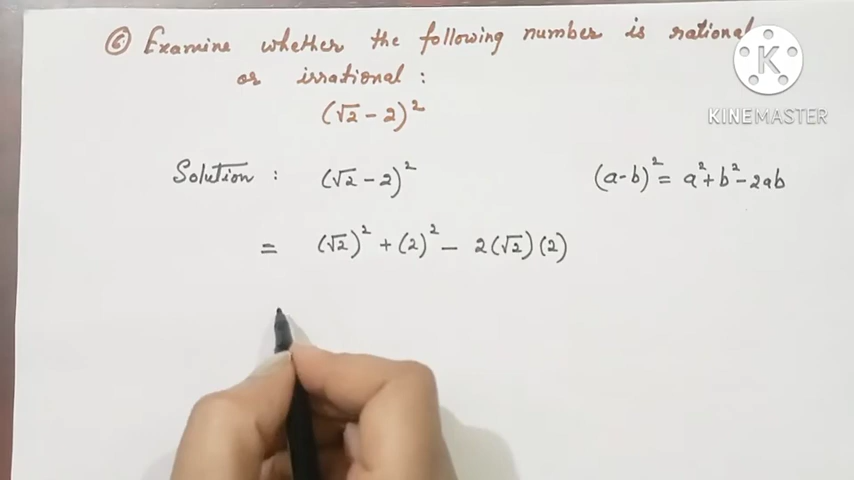 6 Examine whether the following number is rational
or irrational :
(√2 - 2)²
Solution : (√2 - 2)² (a-b)² = a²+b²-2ab
= (√2)² + (2)² - 2(√2)(2)
K
KINEMASTER